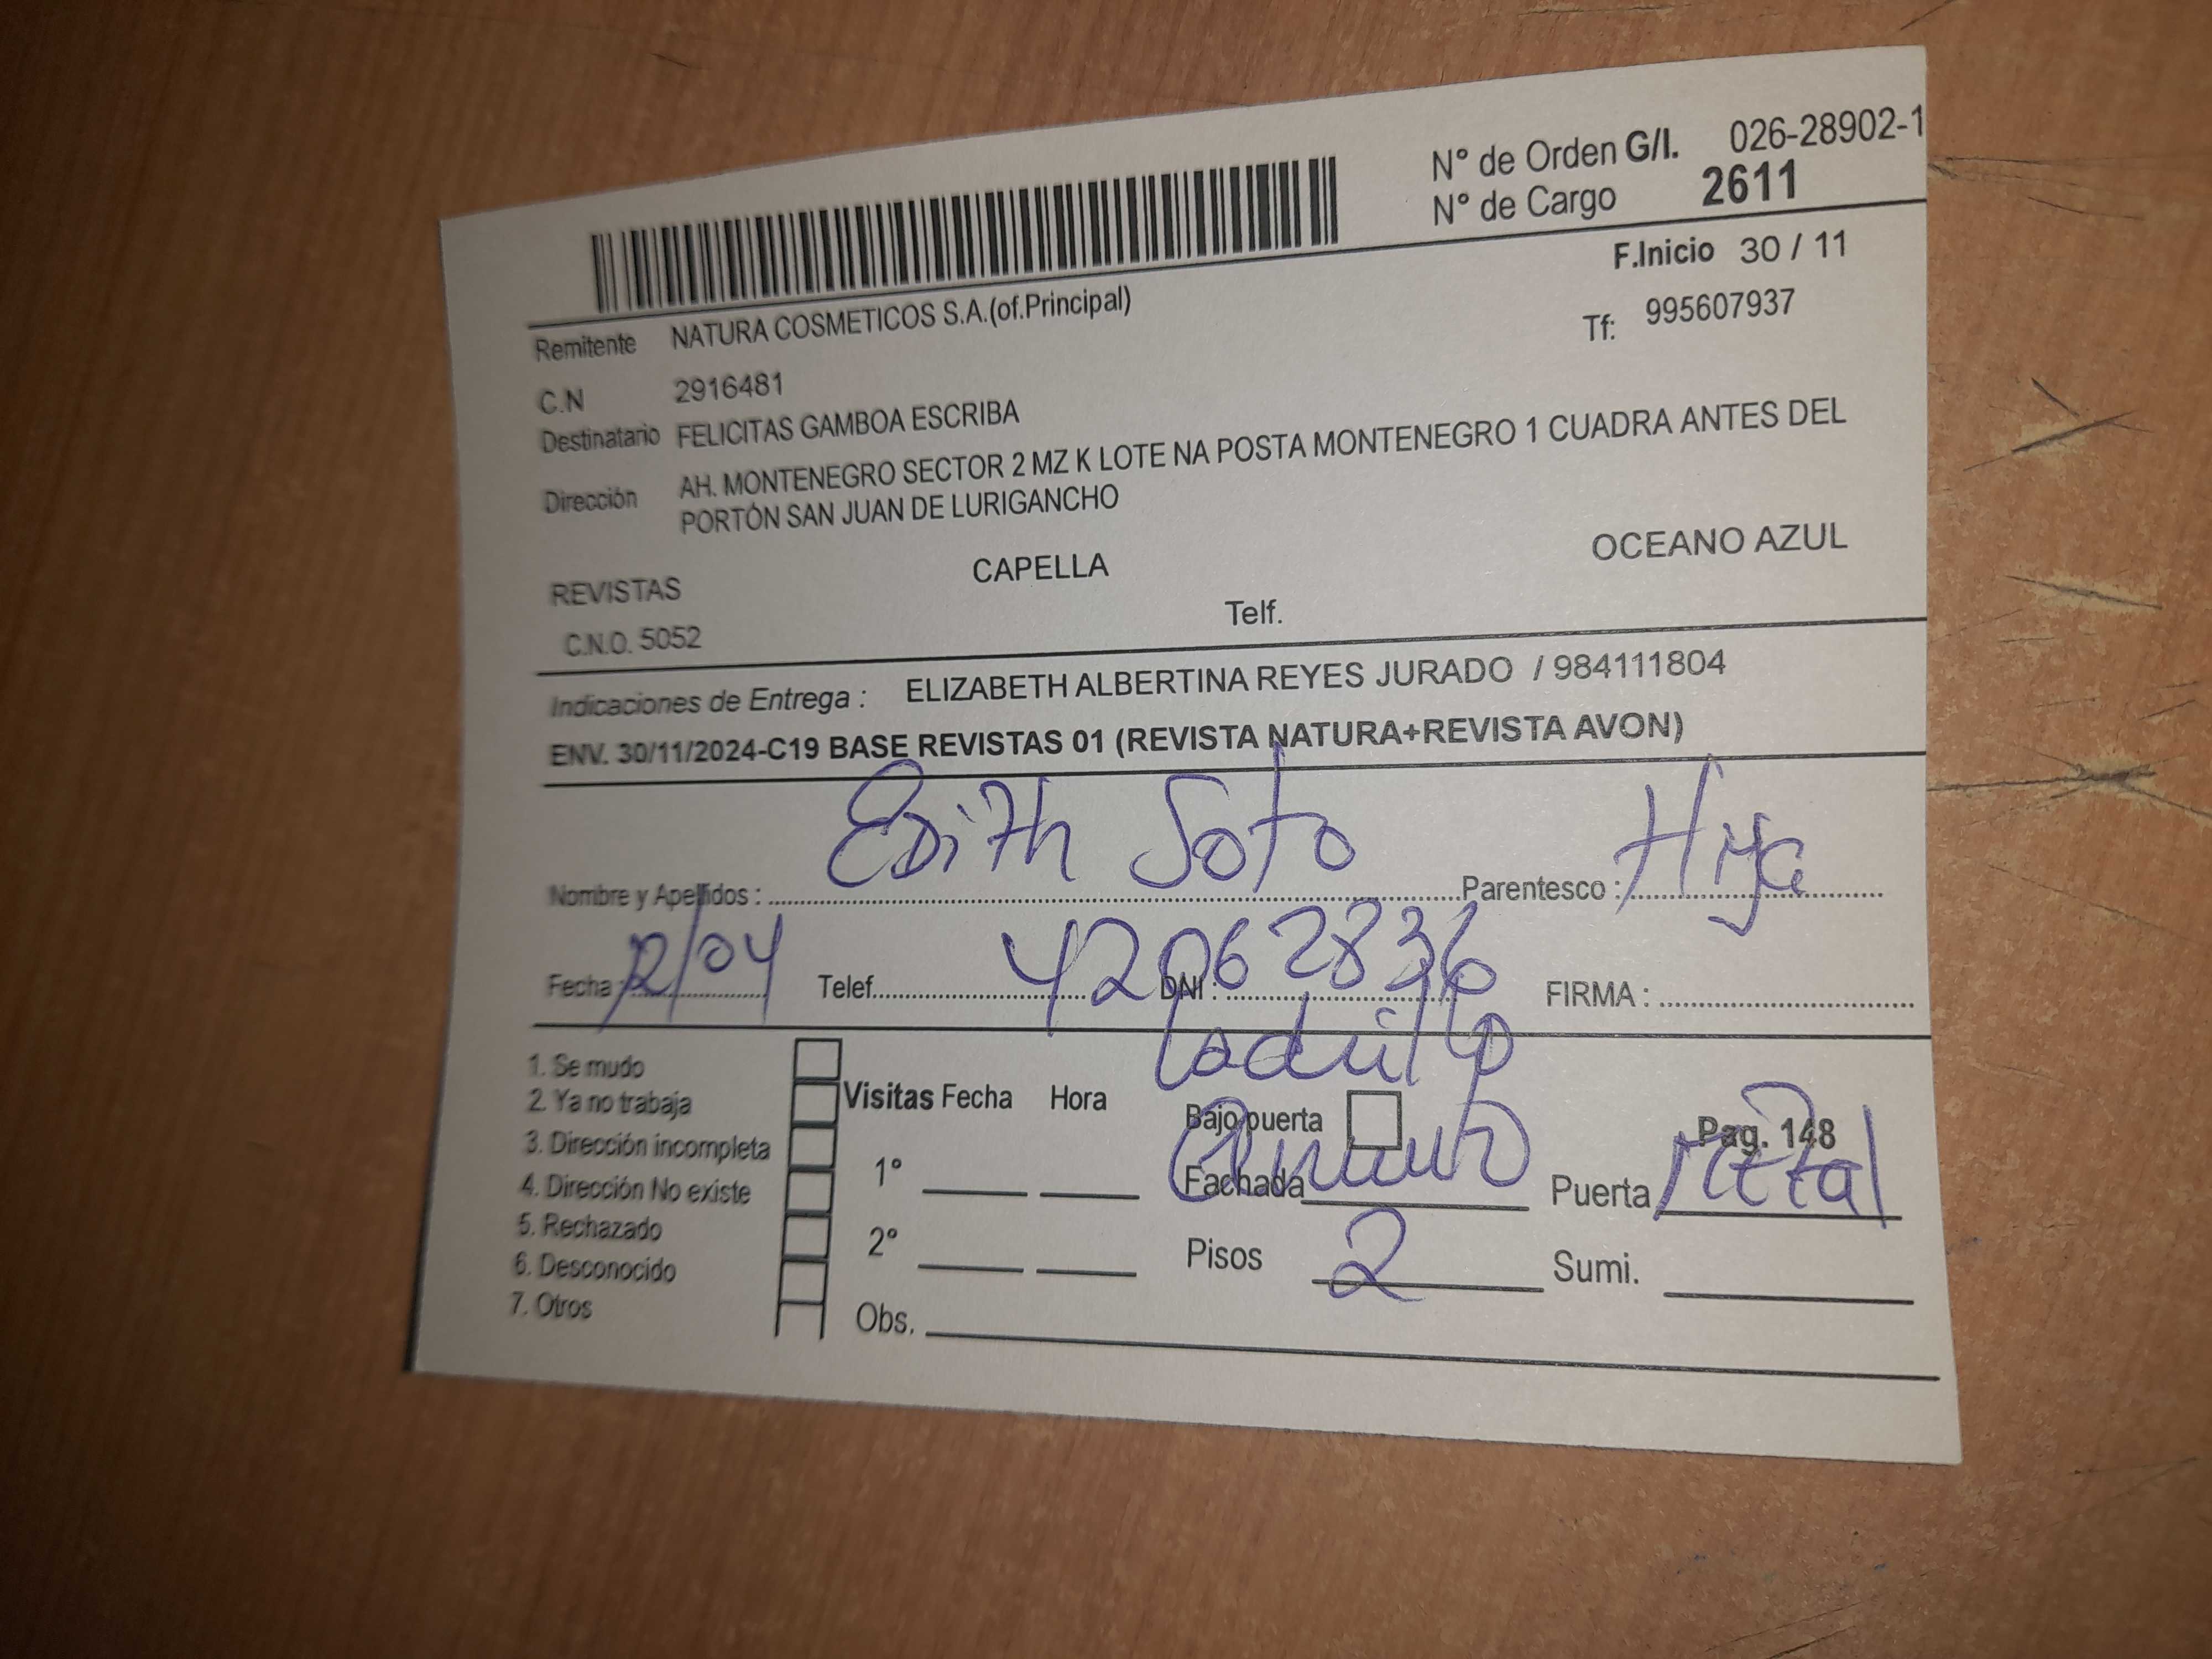 N° de Orden G/I. 026-28902-1
N° de Cargo 2611
F.Inicio 30 / 11
Remitente NATURA COSMETICOS S.A.(of.Principal) Tf: 995607937
C.N 2916481
Destinatario FELICITAS GAMBOA ESCRIBA
Dirección AH. MONTENEGRO SECTOR 2 MZ K LOTE NA POSTA MONTENEGRO 1 CUADRA ANTES DEL
PORTÓN SAN JUAN DE LURIGANCHO
REVISTAS CAPELLA OCEANO AZUL
C.N.O. 5052 Telf.
Indicaciones de Entrega : ELIZABETH ALBERTINA REYES JURADO / 984111804
ENV. 30/11/2024-C19 BASE REVISTAS 01 (REVISTA NATURA+REVISTA AVON)
Nombre y Apellidos : Edith Soto Parentesco : Hija
Fecha : 12/04 Telef. DNI : 42062836 FIRMA :
Ladrillo
1. Se mudo
2. Ya no trabaja
3. Dirección incompleta
4. Dirección No existe
5. Rechazado
6. Desconocido
7. Otros
Visitas Fecha Hora
1°
2°
Obs.
Bajo puerta Pag. 148
Fachada Puerta Metal
Pisos 2 Sumi.